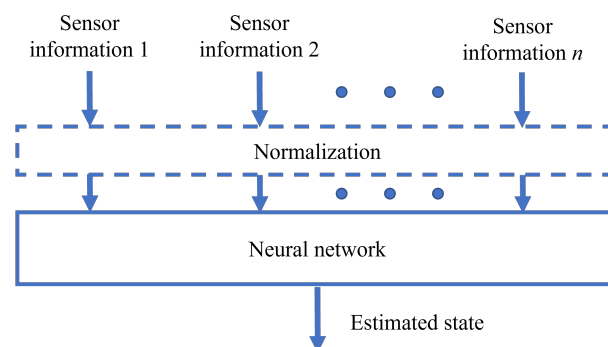 Sensor
information 1
Sensor
information 2
Sensor
information n
Normalization
Neural network
Estimated state